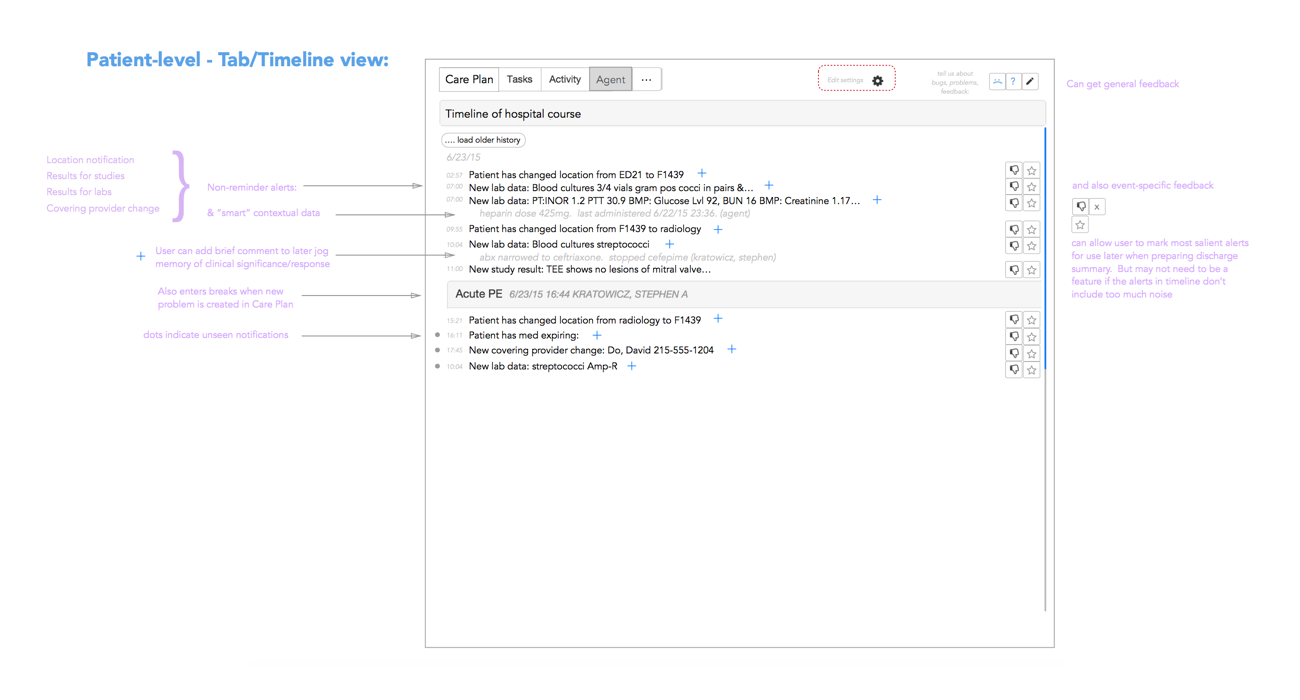 Patient-level - Tab/Timeline view:
Care Plan
Tasks
Activity
Agent
...
Edit settings
tell us about
bugs, problems,
feedback:
?
Can get general feedback
Timeline of hospital course
.... load older history
6/23/15
02:57 Patient has changed location from ED21 to F1439 +
07:00 New lab data: Blood cultures 3/4 vials gram pos cocci in pairs &... +
07:00 New lab data: PT:INOR 1.2 PTT 30.9 BMP: Glucose Lvl 92, BUN 16 BMP: Creatinine 1.17... +
heparin dose 425mg. last administered 6/22/15 23:36. (agent)
09:55 Patient has changed location from F1439 to radiology +
10:04 New lab data: Blood cultures streptococci +
abx narrowed to ceftriaxone. stopped cefepime (kratowicz, stephen)
11:00 New study result: TEE shows no lesions of mitral valve...
Acute PE 6/23/15 16:44 KRATOWICZ, STEPHEN A
15:21 Patient has changed location from radiology to F1439 +
16:11 Patient has med expiring: +
17:45 New covering provider change: Do, David 215-555-1204 +
10:04 New lab data: streptococci Amp-R +
Location notification
Results for studies
Results for labs
Covering provider change
}
Non-reminder alerts:
& "smart" contextual data
+ User can add brief comment to later jog
memory of clinical significance/response
Also enters breaks when new
problem is created in Care Plan
dots indicate unseen notifications
and also event-specific feedback
x
can allow user to mark most salient alerts
for use later when preparing discharge
summary. But may not need to be a
feature if the alerts in timeline don't
include too much noise